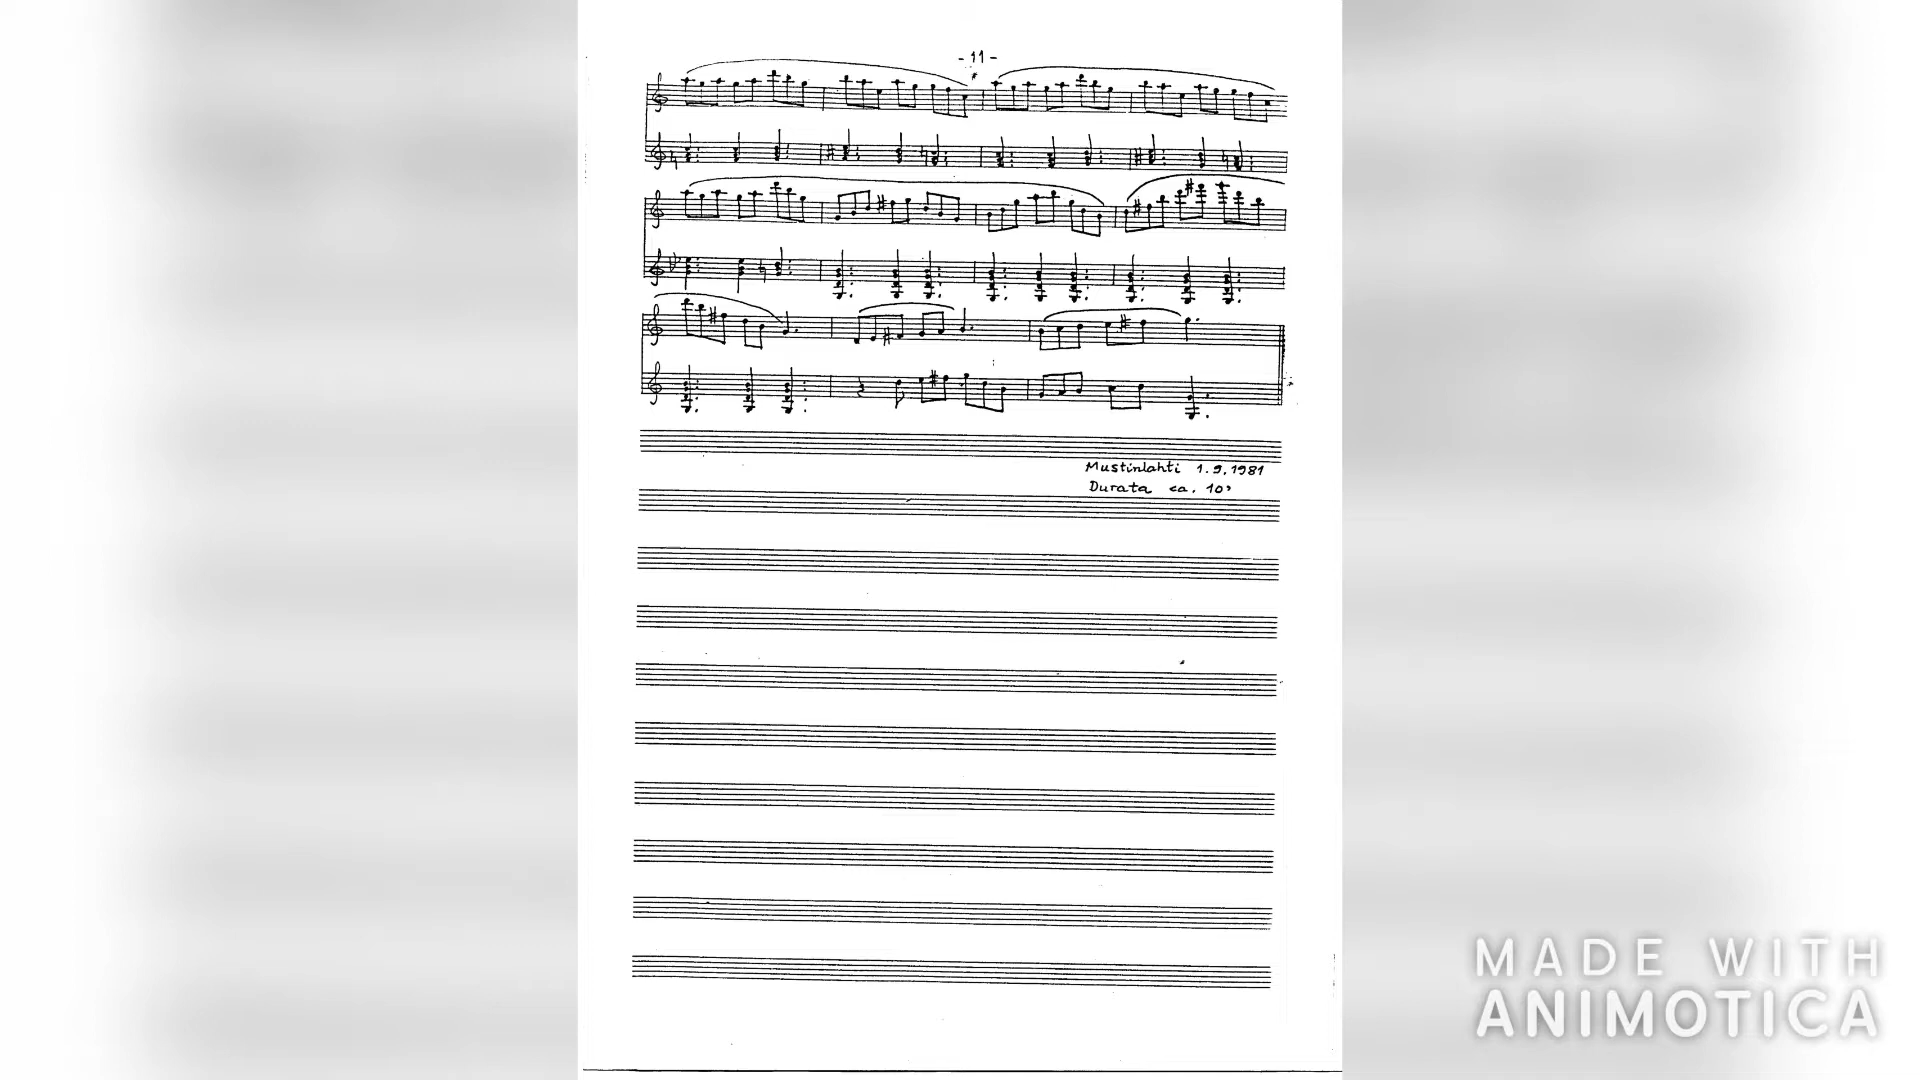 - 11 -
Mustinlahti 1.9.1981
Durata ca. 10'
MADE WITH
ANIMOTICA